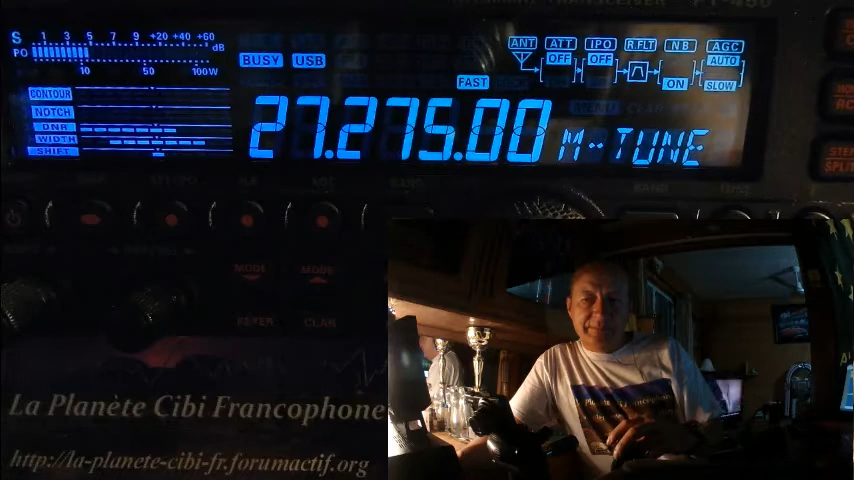 S 1 3 5 7 9 +20 +40 +60 dB
PO 10 50 100W
BUSY USB
ANT ATT IPO R.FLT NB AGC
OFF OFF AUTO
ON SLOW
FAST
CONTOUR
NOTCH
DNR
WIDTH
SHIFT
27.275.00 M-TUNE
MODE MODE
CLAR
La Planète Cibi Francophone
http://la-planete-cibi-fr.forumactif.org